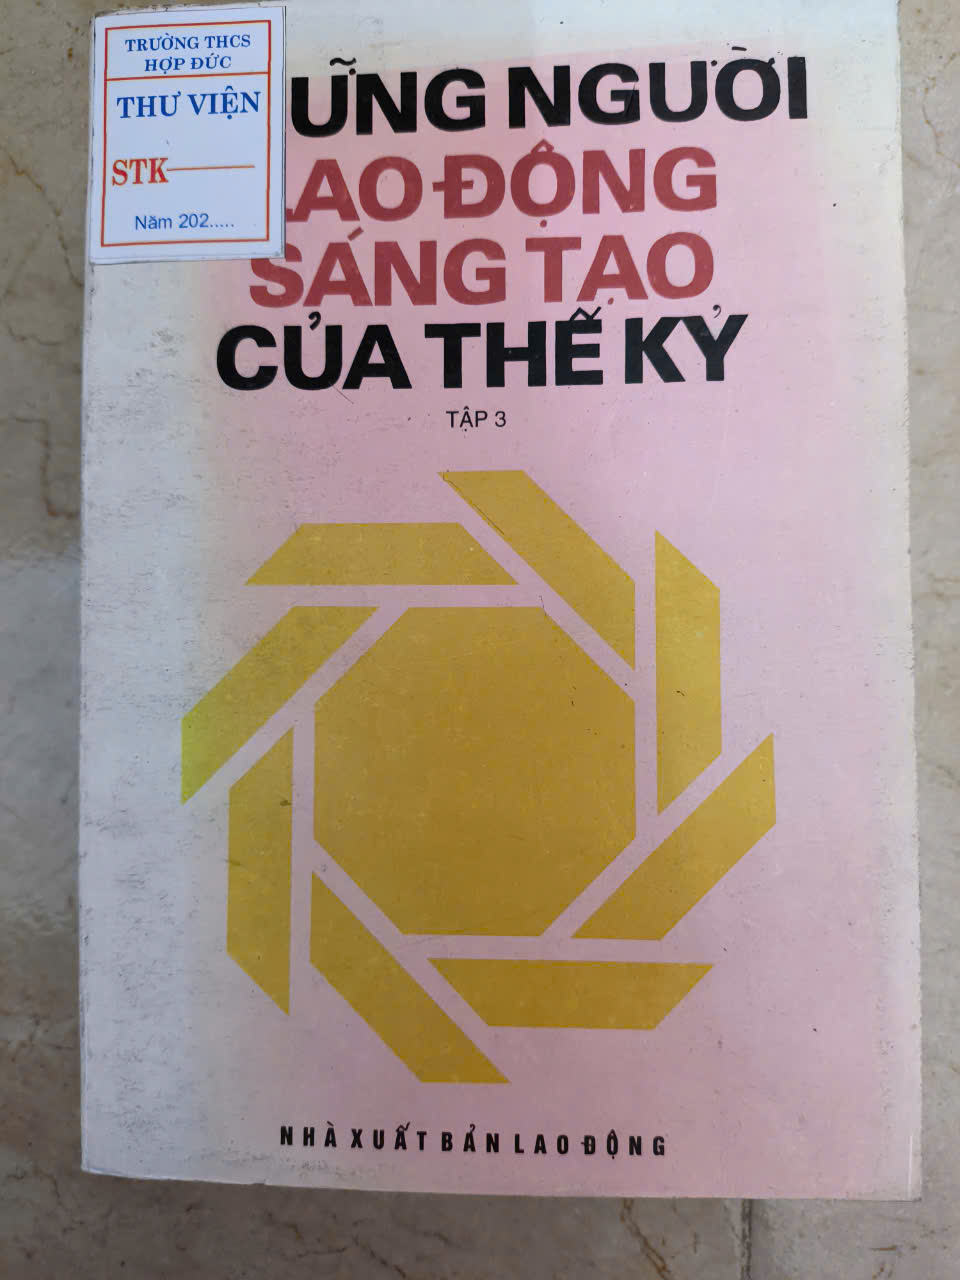 TRƯỜNG THCS
HỢP ĐỨC
THƯ VIỆN
STK
Năm 202.....
ỮNG NGƯỜI
LAO ĐỘNG
SÁNG TẠO
CỦA THẾ KỶ
TẬP 3
NHÀ XUẤT BẢN LAO ĐỘNG